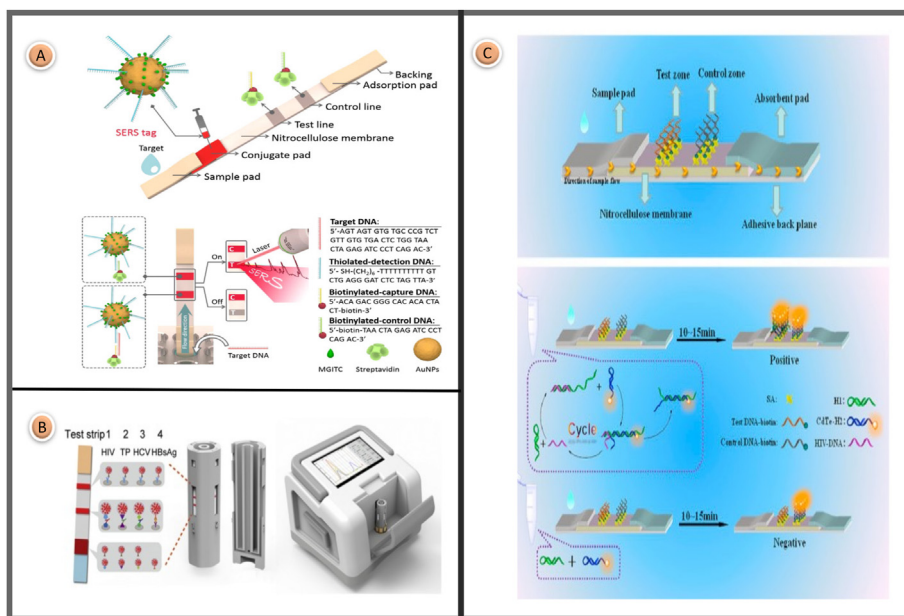 A
SERS tag
Target
Backing
Adsorption pad
Control line
Test line
Nitrocellulose membrane
Conjugate pad
Sample pad
Target DNA:
5'-AGT AGT GTG TGC CCG TCT
GTT GTG TGA CTC TGG TAA
CTA GAG ATC CCT CAG AC-3'
Thiolated-detection DNA:
5'- SH-(CH2)6 -TTTTTTTTTT GT
CTG AGG GAT CTC TAG TTA-3'
Biotinylated-capture DNA:
5'-ACA GAC GGG CAC ACA CTA
CT-biotin-3'
Biotinylated-control DNA:
5'-biotin-TAA CTA GAG ATC CCT
CAG AC-3'
On
Off
C
T
C
T
Laser
SERS
Flow direction
Target DNA
MGITC
Streptavidin
AuNPs
B
Test strip 1 2 3 4
HIV TP HCV HBsAg
C
Sample pad
Test zone
Control zone
Absorbent pad
Direction of sample flow
Nitrocellulose membrane
Adhesive back plane
10-15min
Positive
Cycle
SA:
H1:
Test DNA-biotin:
CdTe-H2:
Control DNA-biotin:
HIV-DNA:
10-15min
Negative